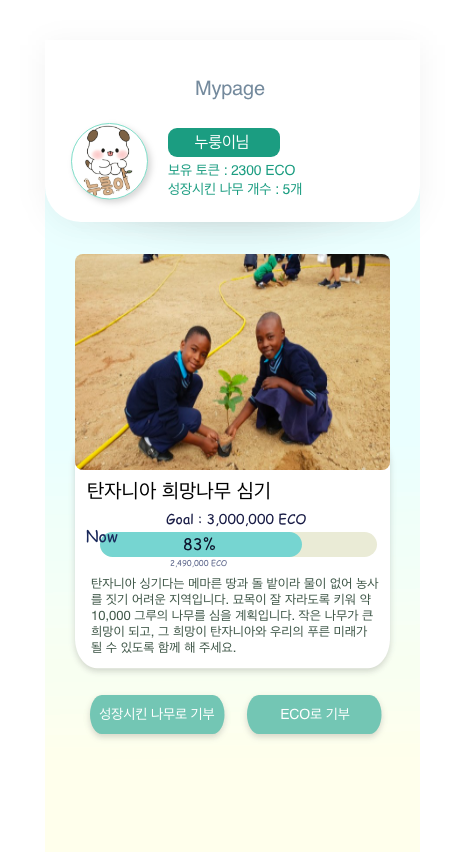 Mypage
누룽이님
누룽이
보유 토큰 : 2300 ECO
성장시킨 나무 개수 : 5개
탄자니아 희망나무 심기
Goal : 3,000,000 ECO
Now
83%
2,490,000 ECO
탄자니아 싱기다는 메마른 땅과 돌 밭이라 물이 없어 농사
를 짓기 어려운 지역입니다. 묘목이 잘 자라도록 키워 약
10,000 그루의 나무를 심을 계획입니다. 작은 나무가 큰
희망이 되고, 그 희망이 탄자니아와 우리의 푸른 미래가
될 수 있도록 함께 해 주세요.
성장시킨 나무로 기부
ECO로 기부